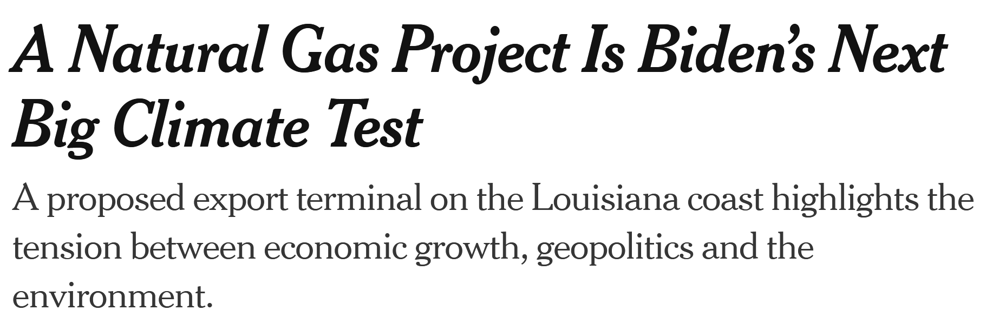 A Natural Gas Project Is Biden’s Next
Big Climate Test
A proposed export terminal on the Louisiana coast highlights the
tension between economic growth, geopolitics and the
environment.